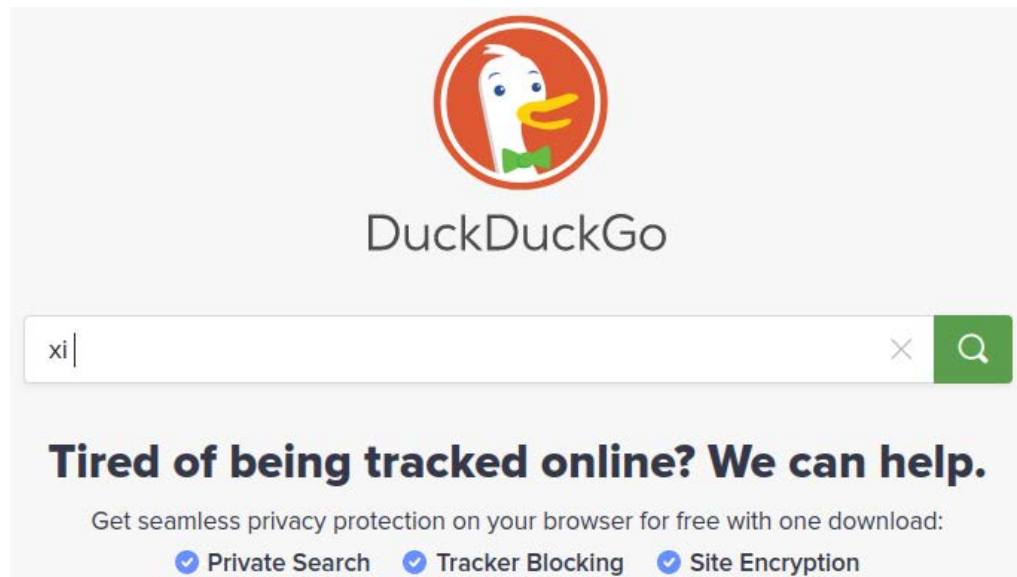 DuckDuckGo
xi
Tired of being tracked online? We can help.
Get seamless privacy protection on your browser for free with one download:
Private Search Tracker Blocking Site Encryption